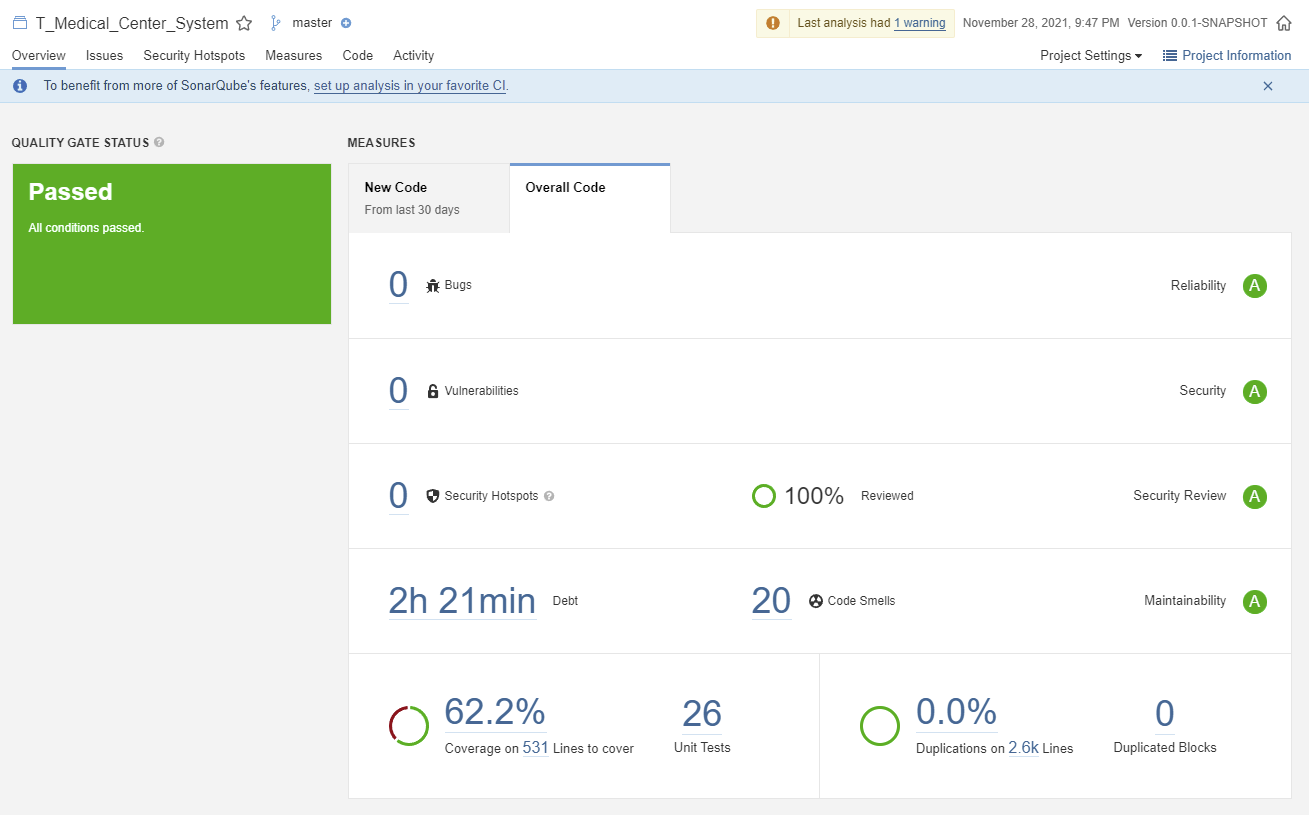 T_Medical_Center_System master Last analysis had 1 warning November 28, 2021, 9:47 PM Version 0.0.1-SNAPSHOT
Overview Issues Security Hotspots Measures Code Activity Project Settings Project Information
To benefit from more of SonarQube's features, set up analysis in your favorite CI.
QUALITY GATE STATUS
Passed
All conditions passed.
MEASURES
New Code
From last 30 days
Overall Code
0 Bugs Reliability A
0 Vulnerabilities Security A
0 Security Hotspots 100% Reviewed Security Review A
2h 21min Debt 20 Code Smells Maintainability A
62.2%
Coverage on 531 Lines to cover
26
Unit Tests
0.0%
Duplications on 2.6k Lines
0
Duplicated Blocks